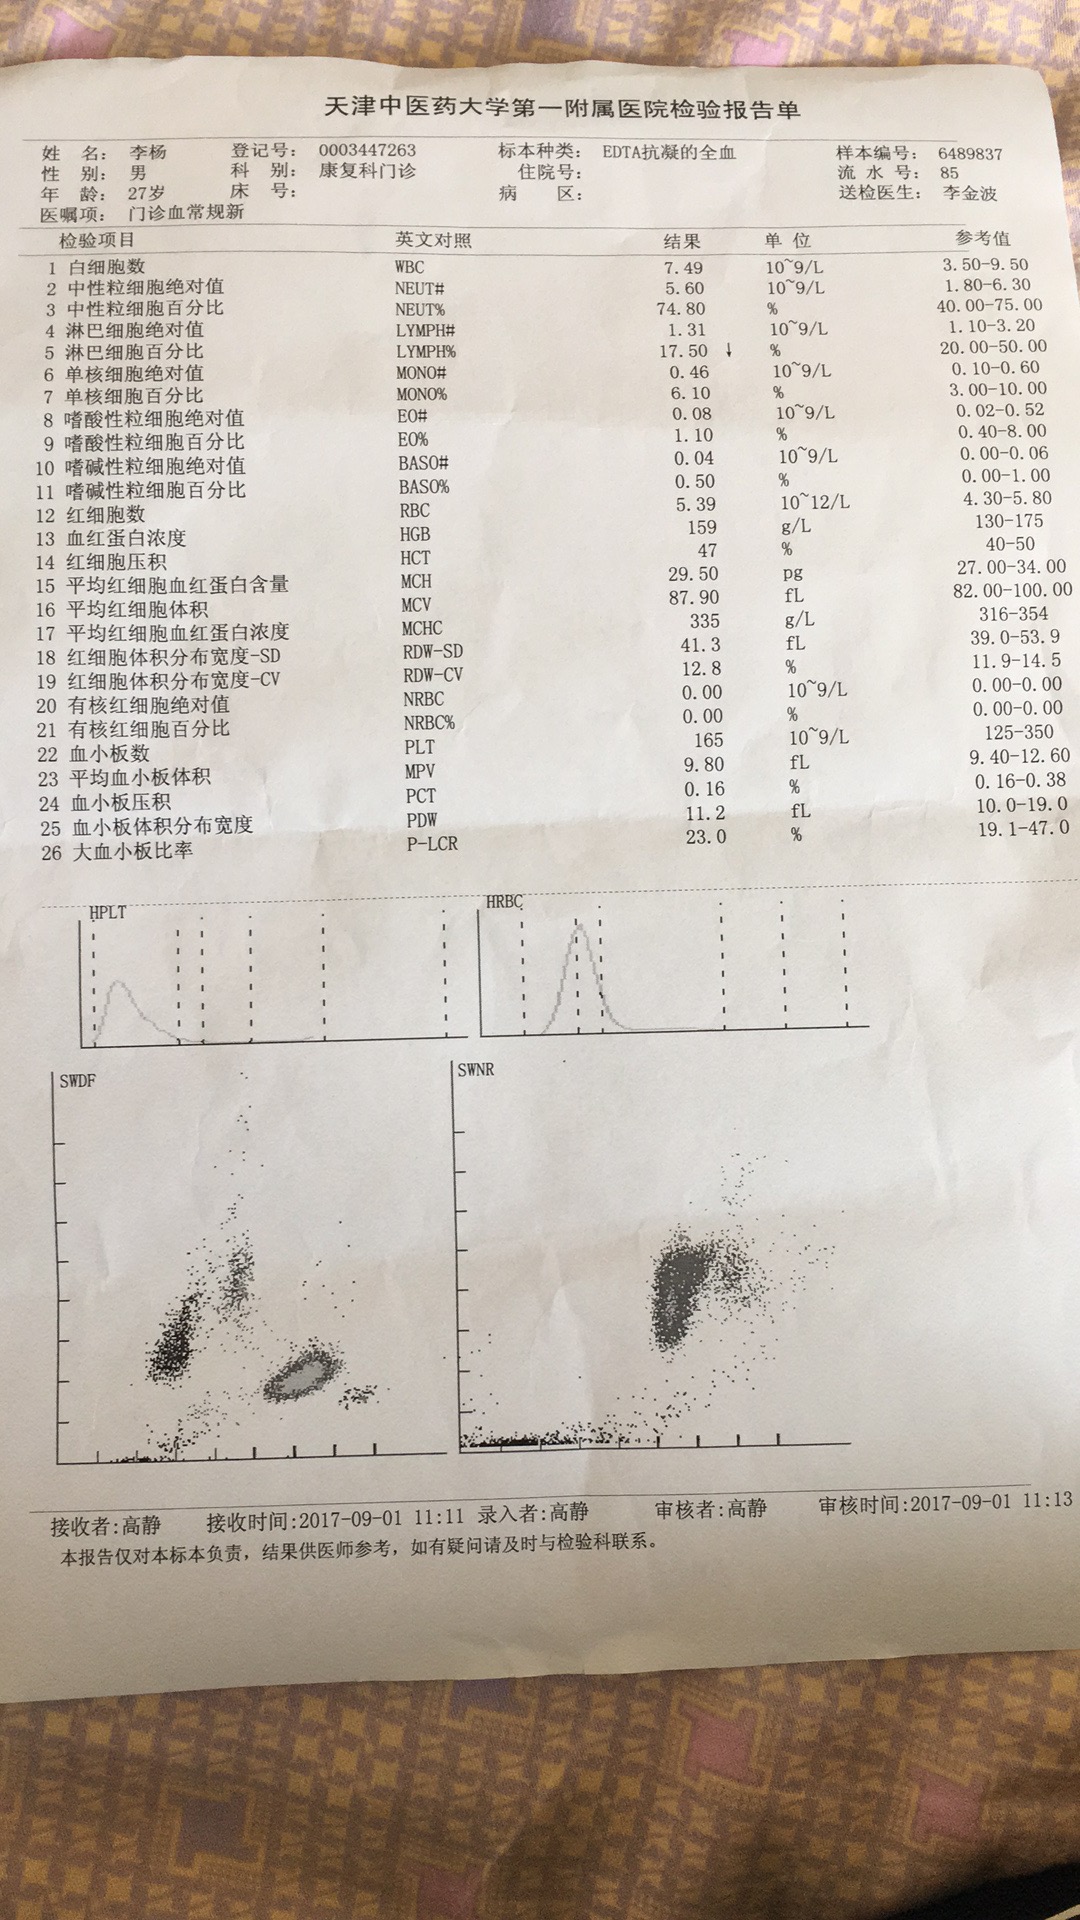 天津中医药大学第一附属医院检验报告单
姓 名: 李杨 登记号: 0003447263 标本种类: EDTA抗凝的全血 样本编号: 6489837
性 别: 男 科 别: 康复科门诊 住院号: 流 水 号: 85
年 龄: 27岁 床 号: 病 区: 送检医生: 李金波
医嘱项: 门诊血常规新
检验项目 英文对照 结果 单 位 参考值
1 白细胞数 WBC 7.49 10~9/L 3.50-9.50
2 中性粒细胞绝对值 NEUT# 5.60 10~9/L 1.80-6.30
3 中性粒细胞百分比 NEUT% 74.80 % 40.00-75.00
4 淋巴细胞绝对值 LYMPH# 1.31 10~9/L 1.10-3.20
5 淋巴细胞百分比 LYMPH% 17.50 ↓ % 20.00-50.00
6 单核细胞绝对值 MONO# 0.46 10~9/L 0.10-0.60
7 单核细胞百分比 MONO% 6.10 % 3.00-10.00
8 嗜酸性粒细胞绝对值 EO# 0.08 10~9/L 0.02-0.52
9 嗜酸性粒细胞百分比 EO% 1.10 % 0.40-8.00
10 嗜碱性粒细胞绝对值 BASO# 0.04 10~9/L 0.00-0.06
11 嗜碱性粒细胞百分比 BASO% 0.50 % 0.00-1.00
12 红细胞数 RBC 5.39 10~12/L 4.30-5.80
13 血红蛋白浓度 HGB 159 g/L 130-175
14 红细胞压积 HCT 47 % 40-50
15 平均红细胞血红蛋白含量 MCH 29.50 pg 27.00-34.00
16 平均红细胞体积 MCV 87.90 fL 82.00-100.00
17 平均红细胞血红蛋白浓度 MCHC 335 g/L 316-354
18 红细胞体积分布宽度-SD RDW-SD 41.3 fL 39.0-53.9
19 红细胞体积分布宽度-CV RDW-CV 12.8 % 11.9-14.5
20 有核红细胞绝对值 NRBC 0.00 10~9/L 0.00-0.00
21 有核红细胞百分比 NRBC% 0.00 % 0.00-0.00
22 血小板数 PLT 165 10~9/L 125-350
23 平均血小板体积 MPV 9.80 fL 9.40-12.60
24 血小板压积 PCT 0.16 % 0.16-0.38
25 血小板体积分布宽度 PDW 11.2 fL 10.0-19.0
26 大血小板比率 P-LCR 23.0 % 19.1-47.0
HPLT HRBC
SWDF SWNR
接收者:高静 接收时间:2017-09-01 11:11 录入者:高静 审核者:高静 审核时间:2017-09-01 11:13
本报告仅对本标本负责, 结果供医师参考, 如有疑问请及时与检验科联系。